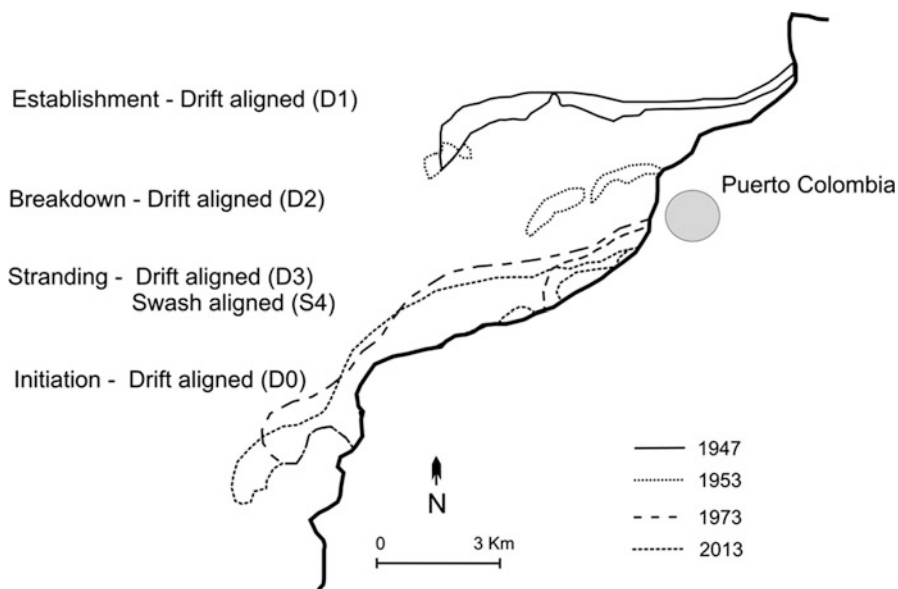 Establishment - Drift aligned (D1)
Breakdown - Drift aligned (D2)
Puerto Colombia
Stranding - Drift aligned (D3)
Swash aligned (S4)
Initiation - Drift aligned (D0)
1947
1953
1973
2013
N
0 3 Km